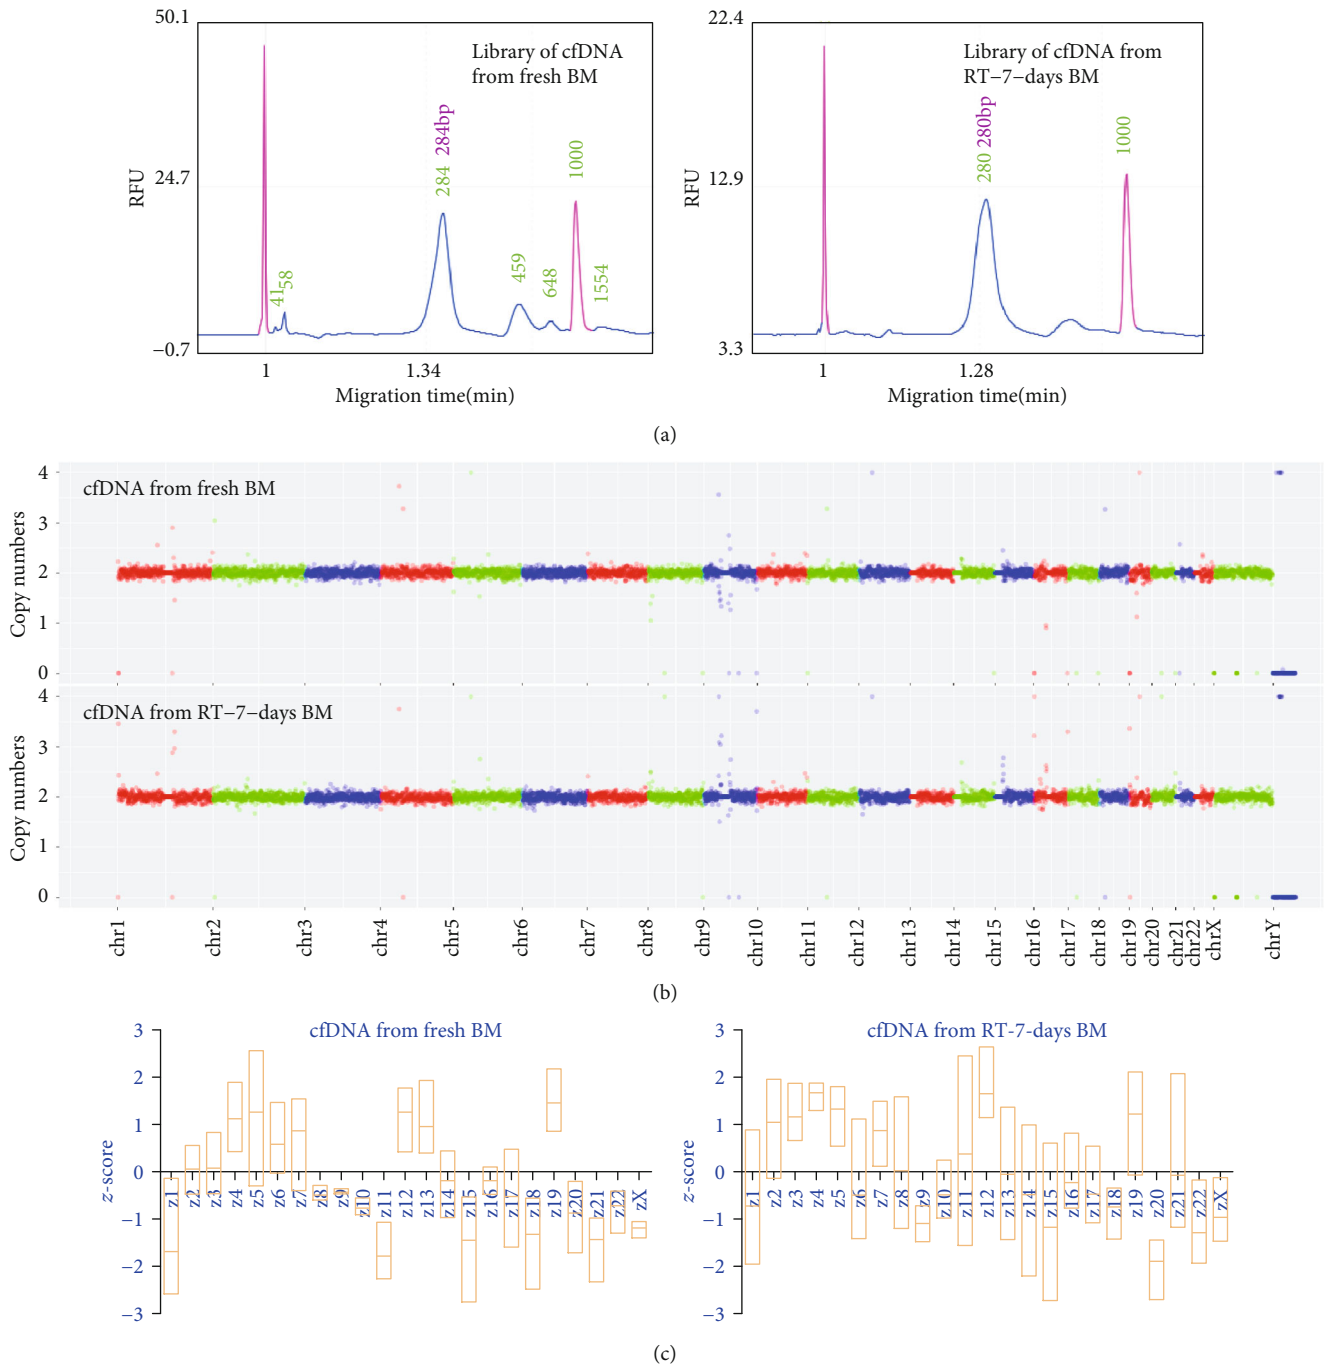 50.1
24.7
−0.7
RFU
Library of cfDNA
from fresh BM
41
58
284
284bp
459
648
1000
1554
1
1.34
Migration time(min)
22.4
12.9
3.3
RFU
Library of cfDNA from
RT−7−days BM
280
280bp
1000
1
1.28
Migration time(min)
(a)
4
3
2
1
0
Copy numbers
cfDNA from fresh BM
4
3
2
1
0
Copy numbers
cfDNA from RT−7−days BM
chr1
chr2
chr3
chr4
chr5
chr6
chr7
chr8
chr9
chr10
chr11
chr12
chr13
chr14
chr15
chr16
chr17
chr18
chr19
chr20
chr21
chr22
chrX
chrY
(b)
cfDNA from fresh BM
3
2
1
0
−1
−2
−3
z-score
z1
z2
z3
z4
z5
z6
z7
z8
z9
z10
z11
z12
z13
z14
z15
z16
z17
z18
z19
z20
z21
z22
zX
cfDNA from RT-7-days BM
3
2
1
0
−1
−2
−3
z-score
z1
z2
z3
z4
z5
z6
z7
z8
z9
z10
z11
z12
z13
z14
z15
z16
z17
z18
z19
z20
z21
z22
zX
(c)